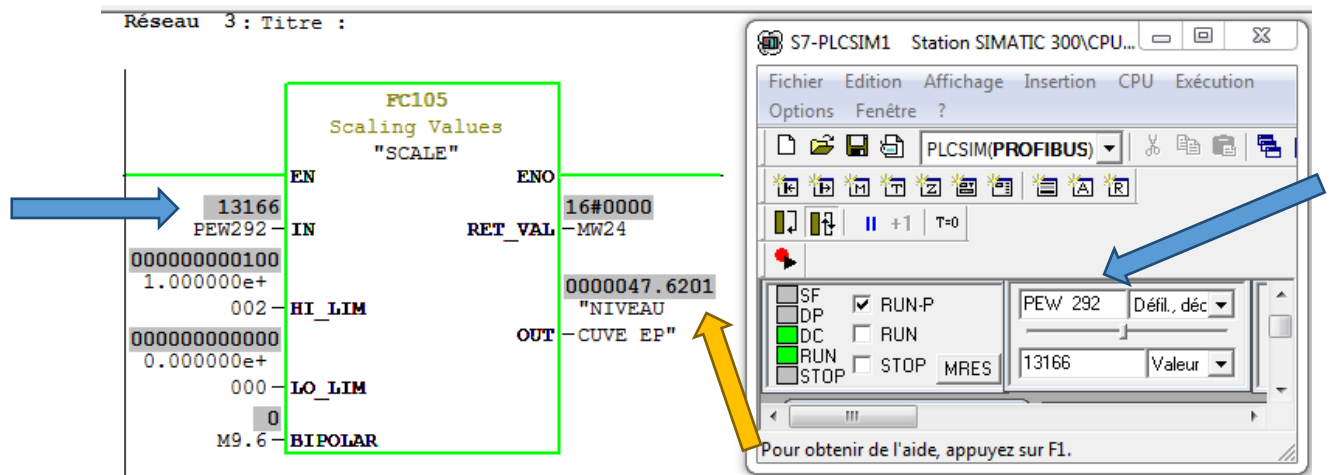 Réseau 3 : Titre :
FC105
Scaling Values
"SCALE"
EN ENO
13166 16#0000
PEW292 IN RET_VAL MW24
000000000100
1.000000e+ 0000047.6201
002 HI_LIM "NIVEAU
000000000000 OUT CUVE EP"
0.000000e+
000 LO_LIM
0
M9.6 BIPOLAR
S7-PLCSIM1 Station SIMATIC 300\CPU...
Fichier Edition Affichage Insertion CPU Exécution
Options Fenêtre ?
PLCSIM(PROFIBUS)
E A M T Z A R
+1 T=0
SF
DP
DC
RUN
STOP
RUN-P
RUN
STOP MRES
PEW 292 Défil., déc
13166 Valeur
Pour obtenir de l'aide, appuyez sur F1.